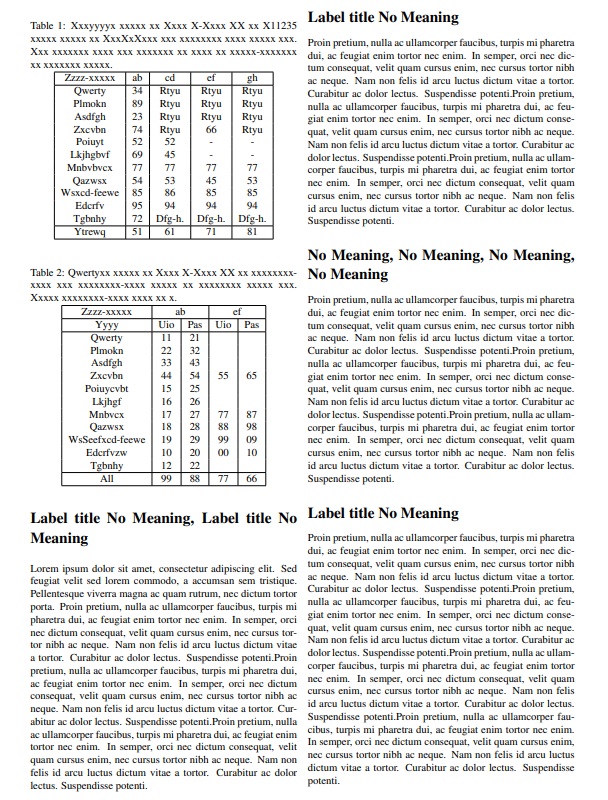 Table 1: Xxxyyyyx xxxxx xx Xxxx X-Xxxx XX xx X11235
xxxxx xxxxx xx XxxXxXxxx xxx xxxxxxxx xxxx xxxxx xxx.
Xxx xxxxxxx xxxx xxx xxxxxxx xx xxxx xx xxxxx-xxxxxxx
xx xxxxxxx xxxxx.
Zzzz-xxxxx ab cd ef gh
Qwerty 34 Rtyu Rtyu Rtyu
Plmokn 89 Rtyu Rtyu Rtyu
Asdfgh 23 Rtyu Rtyu Rtyu
Zxcvbn 74 Rtyu 66 Rtyu
Poiuyt 52 52 - -
Lkjhgbvf 69 45 - -
Mnbvbvcx 77 77 77 77
Qazwsx 54 53 45 53
Wsxcd-feewe 85 86 85 85
Edcrfv 95 94 94 94
Tgbnhy 72 Dfg-h. Dfg-h. Dfg-h.
Ytrewq 51 61 71 81
Table 2: Qwertyxx xxxxx xx Xxxx X-Xxxx XX xx xxxxxxxx-
xxxx xxx xxxxxxxx-xxxx xxxxx xx xxxxxxxx xxxxx xxx.
Xxxxx xxxxxxxx-xxxx xxxx xx x.
Zzzz-xxxxx ab ef
Yyyy Uio Pas Uio Pas
Qwerty 11 21
Plmokn 22 32
Asdfgh 33 43
Zxcvbn 44 54 55 65
Poiuycvbt 15 25
Lkjhgf 16 26
Mnbvcx 17 27 77 87
Qazwsx 18 28 88 98
WsSeefxcd-feewe 19 29 99 09
Edcrfvzw 10 20 00 10
Tgbnhy 12 22
All 99 88 77 66
Label title No Meaning, Label title No
Meaning
Lorem ipsum dolor sit amet, consectetur adipiscing elit. Sed
feugiat velit sed lorem commodo, a accumsan sem tristique.
Pellentesque viverra magna ac quam rutrum, nec dictum tortor
porta. Proin pretium, nulla ac ullamcorper faucibus, turpis mi
pharetra dui, ac feugiat enim tortor nec enim. In semper, orci
nec dictum consequat, velit quam cursus enim, nec cursus tor-
tor nibh ac neque. Nam non felis id arcu luctus dictum vitae
a tortor. Curabitur ac dolor lectus. Suspendisse potenti.Proin
pretium, nulla ac ullamcorper faucibus, turpis mi pharetra dui,
ac feugiat enim tortor nec enim. In semper, orci nec dictum
consequat, velit quam cursus enim, nec cursus tortor nibh ac
neque. Nam non felis id arcu luctus dictum vitae a tortor. Cur-
abitur ac dolor lectus. Suspendisse potenti.Proin pretium, nulla
ac ullamcorper faucibus, turpis mi pharetra dui, ac feugiat enim
tortor nec enim. In semper, orci nec dictum consequat, velit
quam cursus enim, nec cursus tortor nibh ac neque. Nam non
felis id arcu luctus dictum vitae a tortor. Curabitur ac dolor
lectus. Suspendisse potenti.
Label title No Meaning
Proin pretium, nulla ac ullamcorper faucibus, turpis mi pharetra
dui, ac feugiat enim tortor nec enim. In semper, orci nec dic-
tum consequat, velit quam cursus enim, nec cursus tortor nibh
ac neque. Nam non felis id arcu luctus dictum vitae a tortor.
Curabitur ac dolor lectus. Suspendisse potenti.Proin pretium,
nulla ac ullamcorper faucibus, turpis mi pharetra dui, ac feu-
giat enim tortor nec enim. In semper, orci nec dictum conse-
quat, velit quam cursus enim, nec cursus tortor nibh ac neque.
Nam non felis id arcu luctus dictum vitae a tortor. Curabitur ac
dolor lectus. Suspendisse potenti.Proin pretium, nulla ac ullam-
corper faucibus, turpis mi pharetra dui, ac feugiat enim tortor
nec enim. In semper, orci nec dictum consequat, velit quam
cursus enim, nec cursus tortor nibh ac neque. Nam non felis
id arcu luctus dictum vitae a tortor. Curabitur ac dolor lectus.
Suspendisse potenti.
No Meaning, No Meaning, No Meaning,
No Meaning
Proin pretium, nulla ac ullamcorper faucibus, turpis mi pharetra
dui, ac feugiat enim tortor nec enim. In semper, orci nec dic-
tum consequat, velit quam cursus enim, nec cursus tortor nibh
ac neque. Nam non felis id arcu luctus dictum vitae a tortor.
Curabitur ac dolor lectus. Suspendisse potenti.Proin pretium,
nulla ac ullamcorper faucibus, turpis mi pharetra dui, ac feu-
giat enim tortor nec enim. In semper, orci nec dictum conse-
quat, velit quam cursus enim, nec cursus tortor nibh ac neque.
Nam non felis id arcu luctus dictum vitae a tortor. Curabitur ac
dolor lectus. Suspendisse potenti.Proin pretium, nulla ac ullam-
corper faucibus, turpis mi pharetra dui, ac feugiat enim tortor
nec enim. In semper, orci nec dictum consequat, velit quam
cursus enim, nec cursus tortor nibh ac neque. Nam non felis
id arcu luctus dictum vitae a tortor. Curabitur ac dolor lectus.
Suspendisse potenti.
Label title No Meaning
Proin pretium, nulla ac ullamcorper faucibus, turpis mi pharetra
dui, ac feugiat enim tortor nec enim. In semper, orci nec dic-
tum consequat, velit quam cursus enim, nec cursus tortor nibh
ac neque. Nam non felis id arcu luctus dictum vitae a tortor.
Curabitur ac dolor lectus. Suspendisse potenti.Proin pretium,
nulla ac ullamcorper faucibus, turpis mi pharetra dui, ac feu-
giat enim tortor nec enim. In semper, orci nec dictum conse-
quat, velit quam cursus enim, nec cursus tortor nibh ac neque.
Nam non felis id arcu luctus dictum vitae a tortor. Curabitur ac
dolor lectus. Suspendisse potenti.Proin pretium, nulla ac ullam-
corper faucibus, turpis mi pharetra dui, ac feugiat enim tortor
nec enim. In semper, orci nec dictum consequat, velit quam
cursus enim, nec cursus tortor nibh ac neque. Nam non felis
id arcu luctus dictum vitae a tortor. Curabitur ac dolor lectus.
Suspendisse potenti.Proin pretium, nulla ac ullamcorper fau-
cibus, turpis mi pharetra dui, ac feugiat enim tortor nec enim.
In semper, orci nec dictum consequat, velit quam cursus enim,
nec cursus tortor nibh ac neque. Nam non felis id arcu luctus
dictum vitae a tortor. Curabitur ac dolor lectus. Suspendisse
potenti.